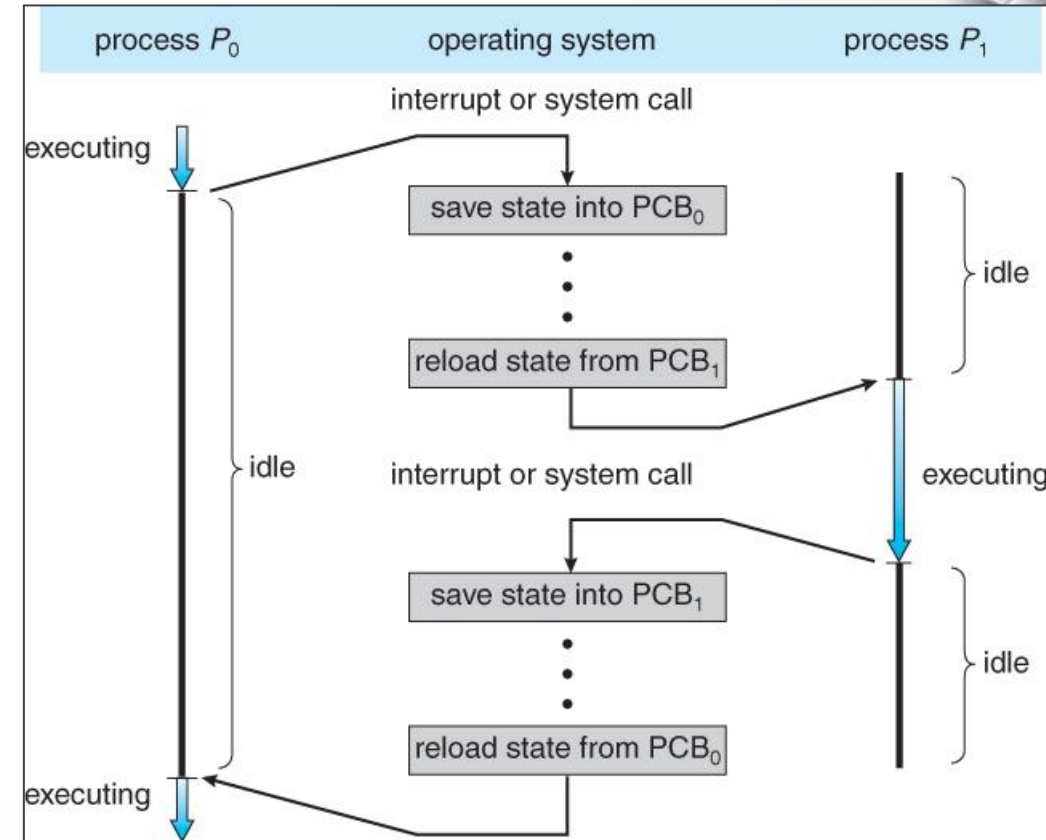 process P₀ operating system process P₁
interrupt or system call
executing
save state into PCB₀
idle
reload state from PCB₁
idle
interrupt or system call
executing
save state into PCB₁
idle
reload state from PCB₀
executing